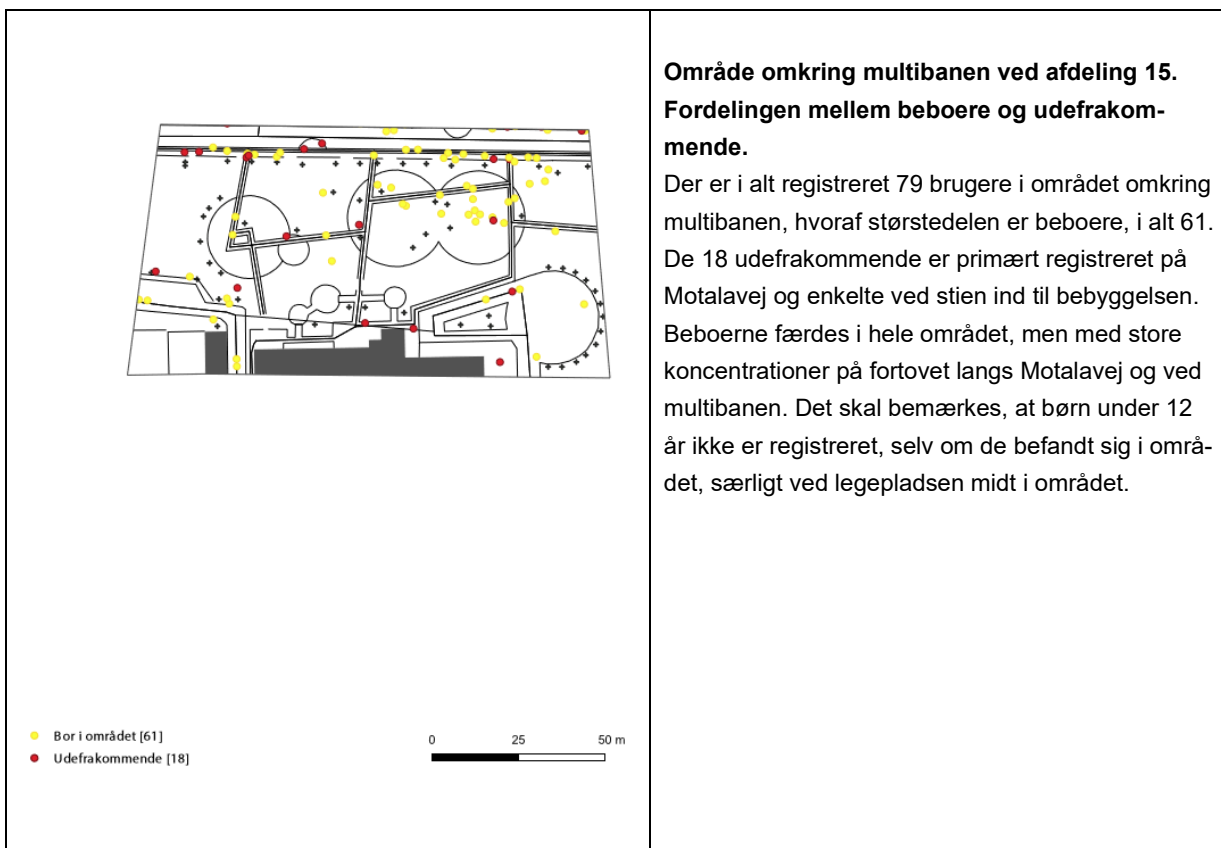 Område omkring multibanen ved afdeling 15.
Fordelingen mellem beboere og udefrakom-
mende.
Der er i alt registreret 79 brugere i området omkring
multibanen, hvoraf størstedelen er beboere, i alt 61.
De 18 udefrakommende er primært registreret på
Motalavej og enkelte ved stien ind til bebyggelsen.
Beboerne færdes i hele området, men med store
koncentrationer på fortovet langs Motalavej og ved
multibanen. Det skal bemærkes, at børn under 12
år ikke er registreret, selv om de befandt sig i områ-
det, særligt ved legepladsen midt i området.
Bor i området [61]
Udefrakommende [18]
0 25 50 m